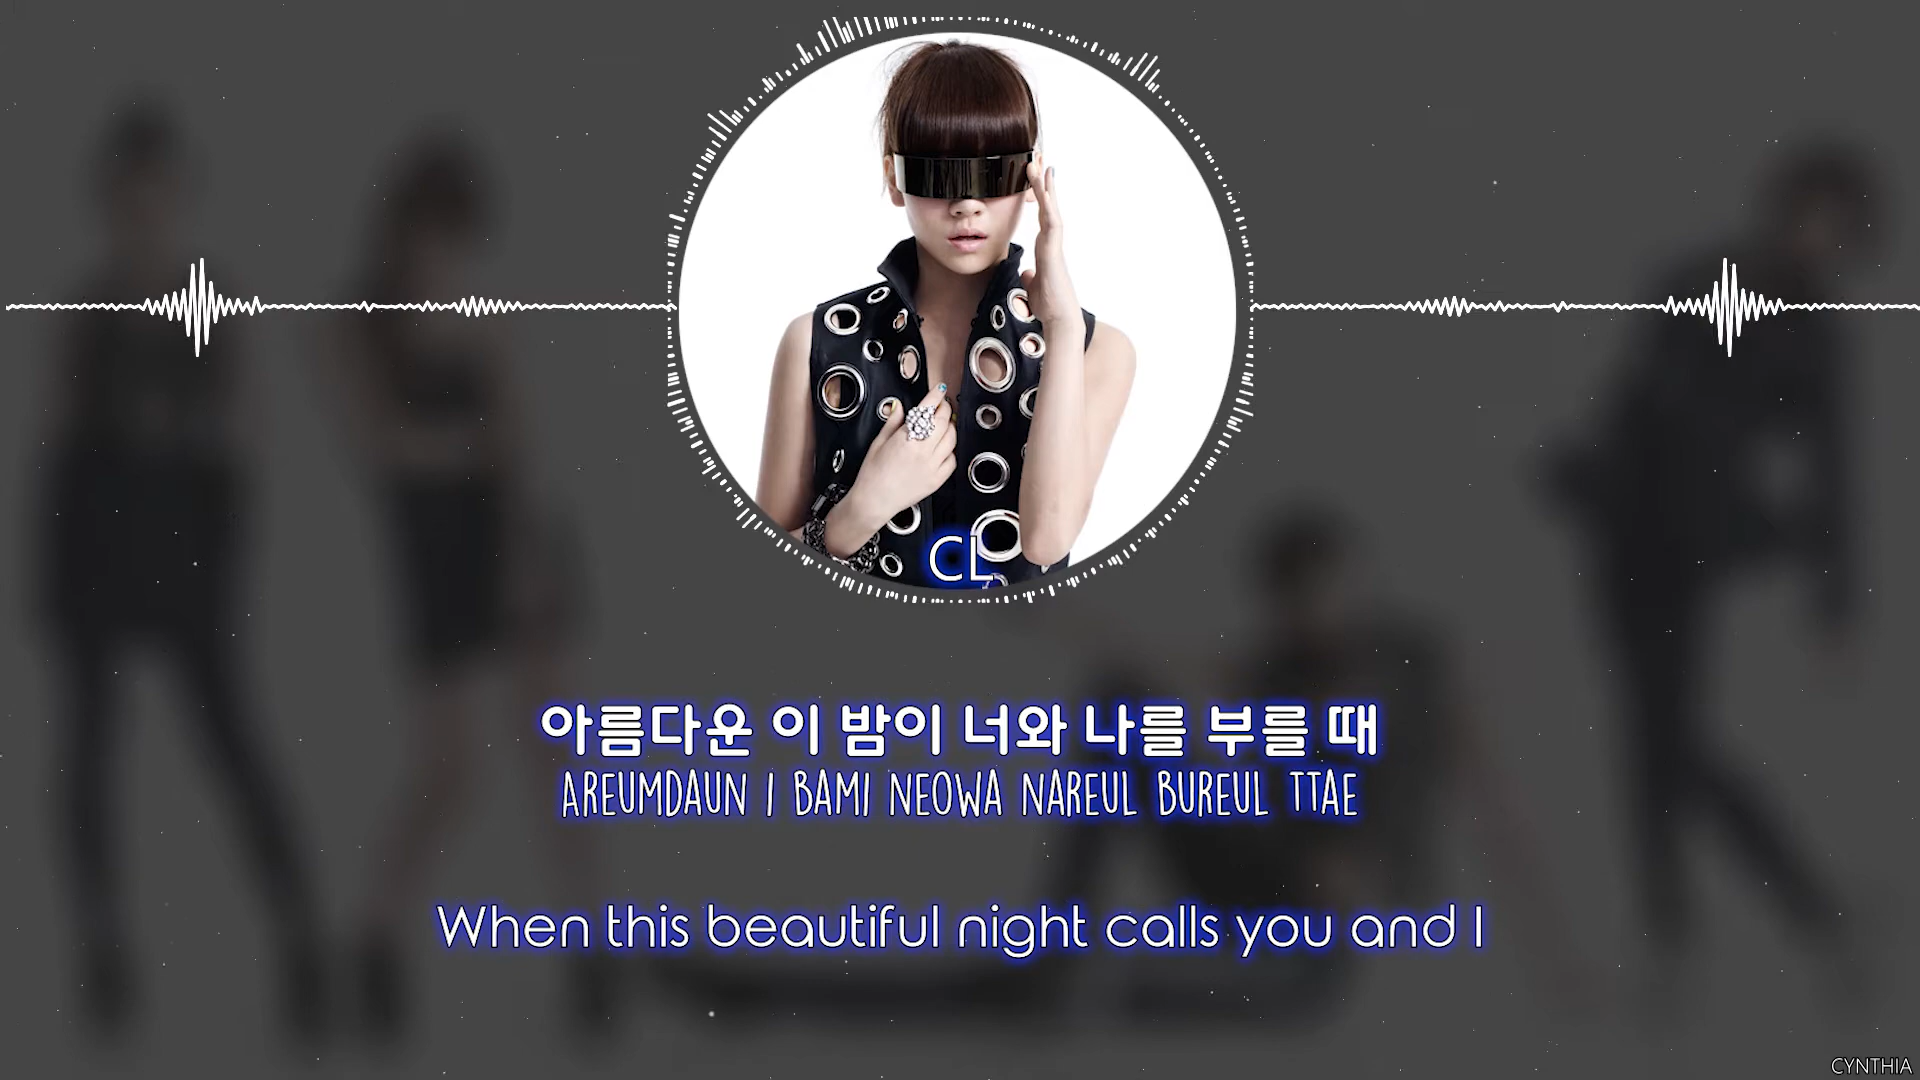 CL
아름다운 이 밤이 너와 나를 부를 때
AREUMDAUN I BAMI NEOWA NAREUL BUREUL TTAE
When this beautiful night calls you and I
CYNTHIA